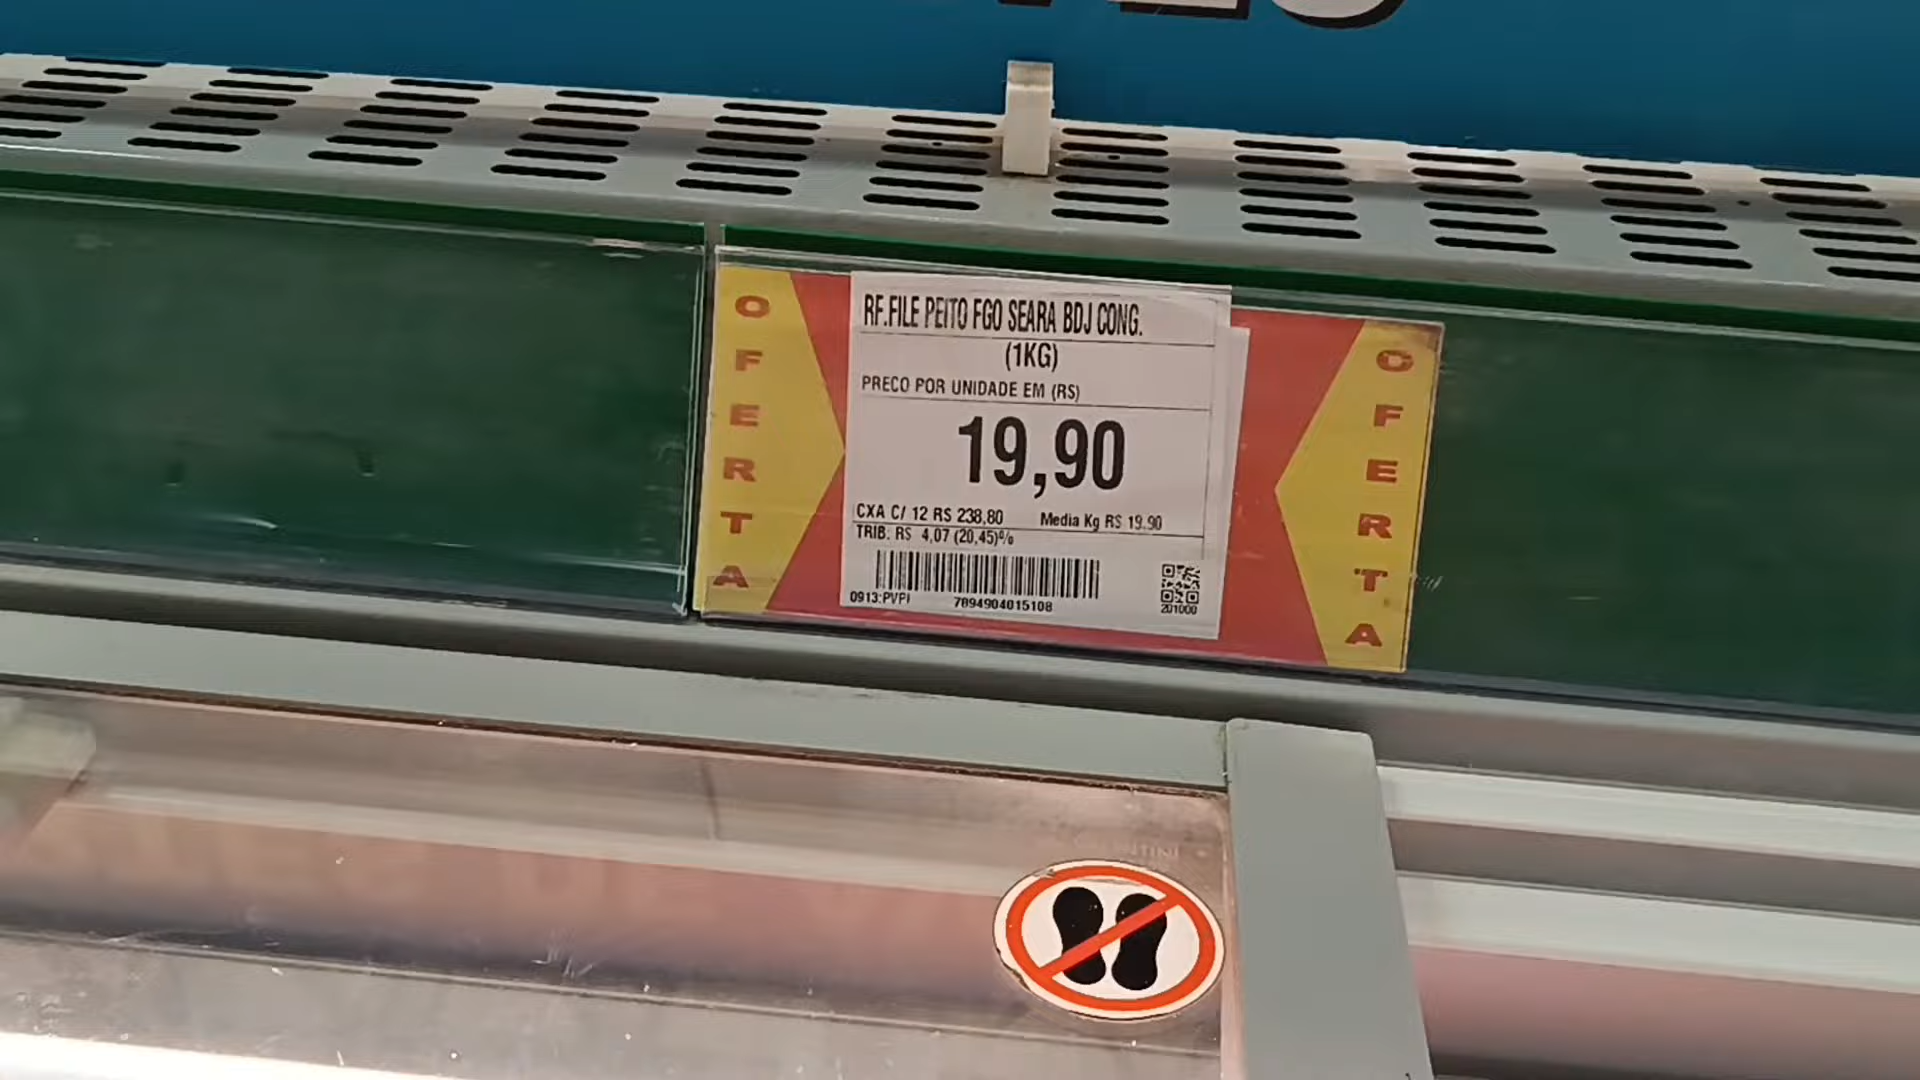 OFERTA
RF.FILE PEITO FGO SEARA BDJ CONG.
(1KG)
PRECO POR UNIDADE EM (RS)
19,90
CXA C/ 12 RS 238,80 Media Kg RS 19.90
TRIB: RS 4,07 (20,45)%
0913:PVPI 7894904015108 201000
OFERTA